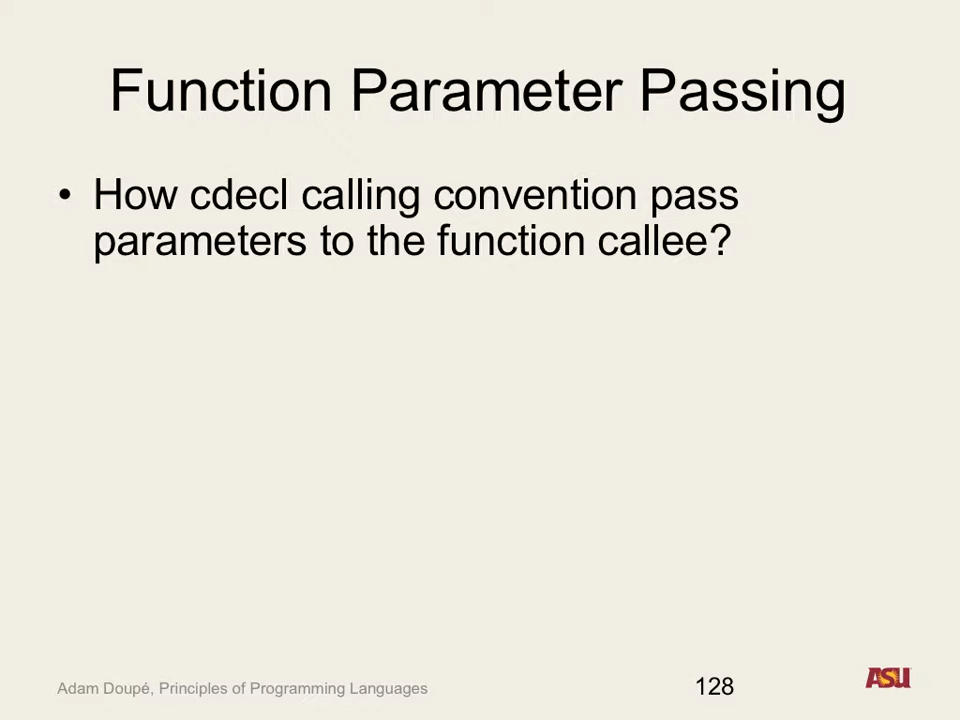 Function Parameter Passing
• How cdecl calling convention pass
parameters to the function callee?
Adam Doupé, Principles of Programming Languages
128
ASU